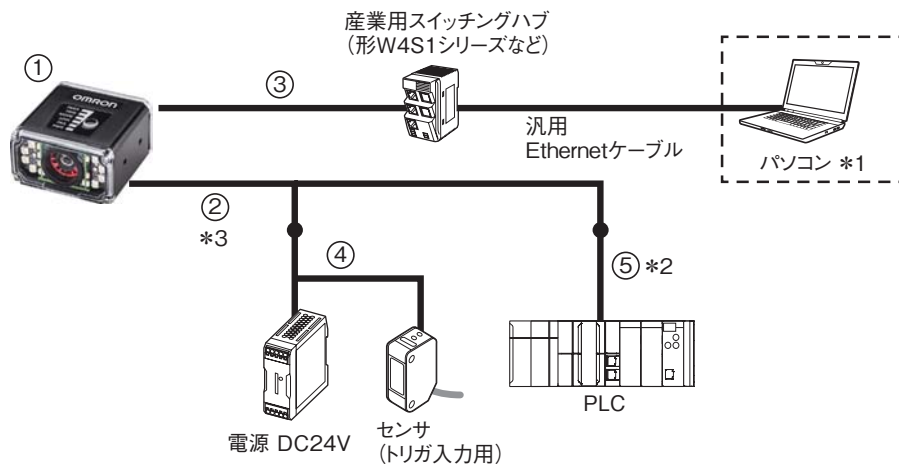 産業用スイッチングハブ
（形W4S1シリーズなど）
①
OMRON
③
汎用
Ethernetケーブル
パソコン *1
②
*3
④
⑤ *2
電源 DC24V
センサ
（トリガ入力用）
PLC